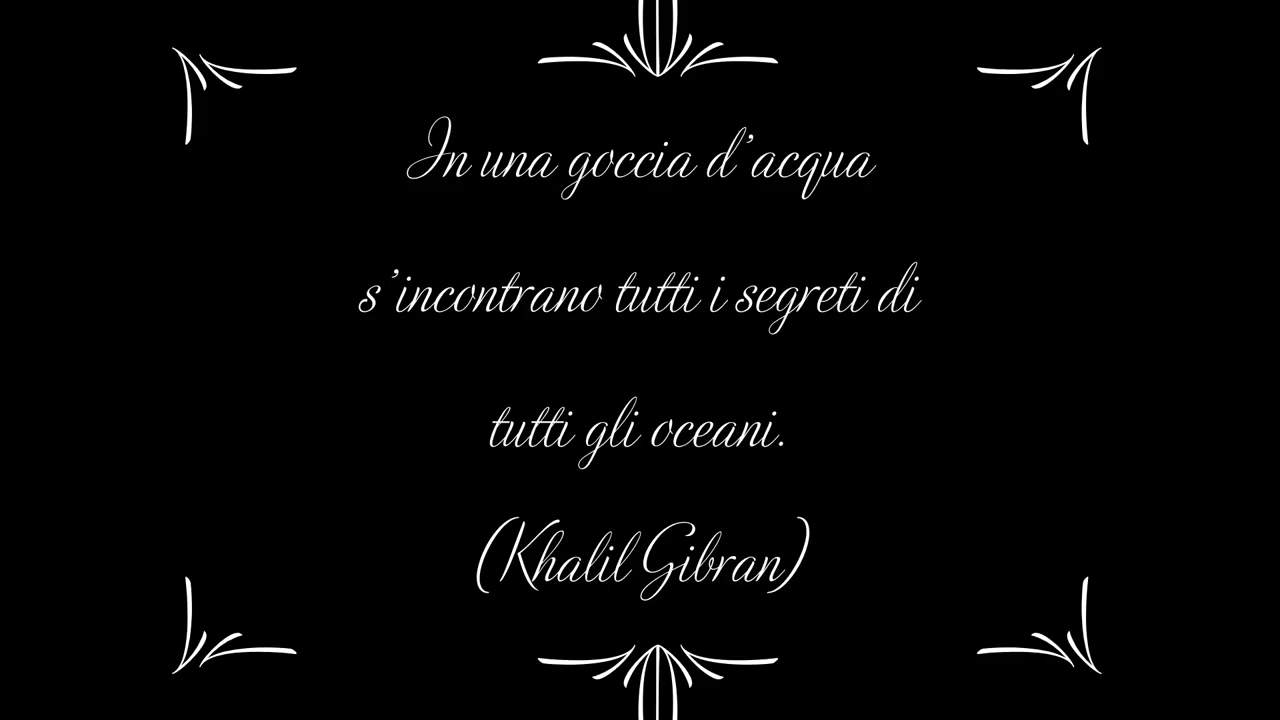 In una goccia d'acqua
s'incontrano tutti i segreti di
tutti gli oceani.
(Khalil Gibran)